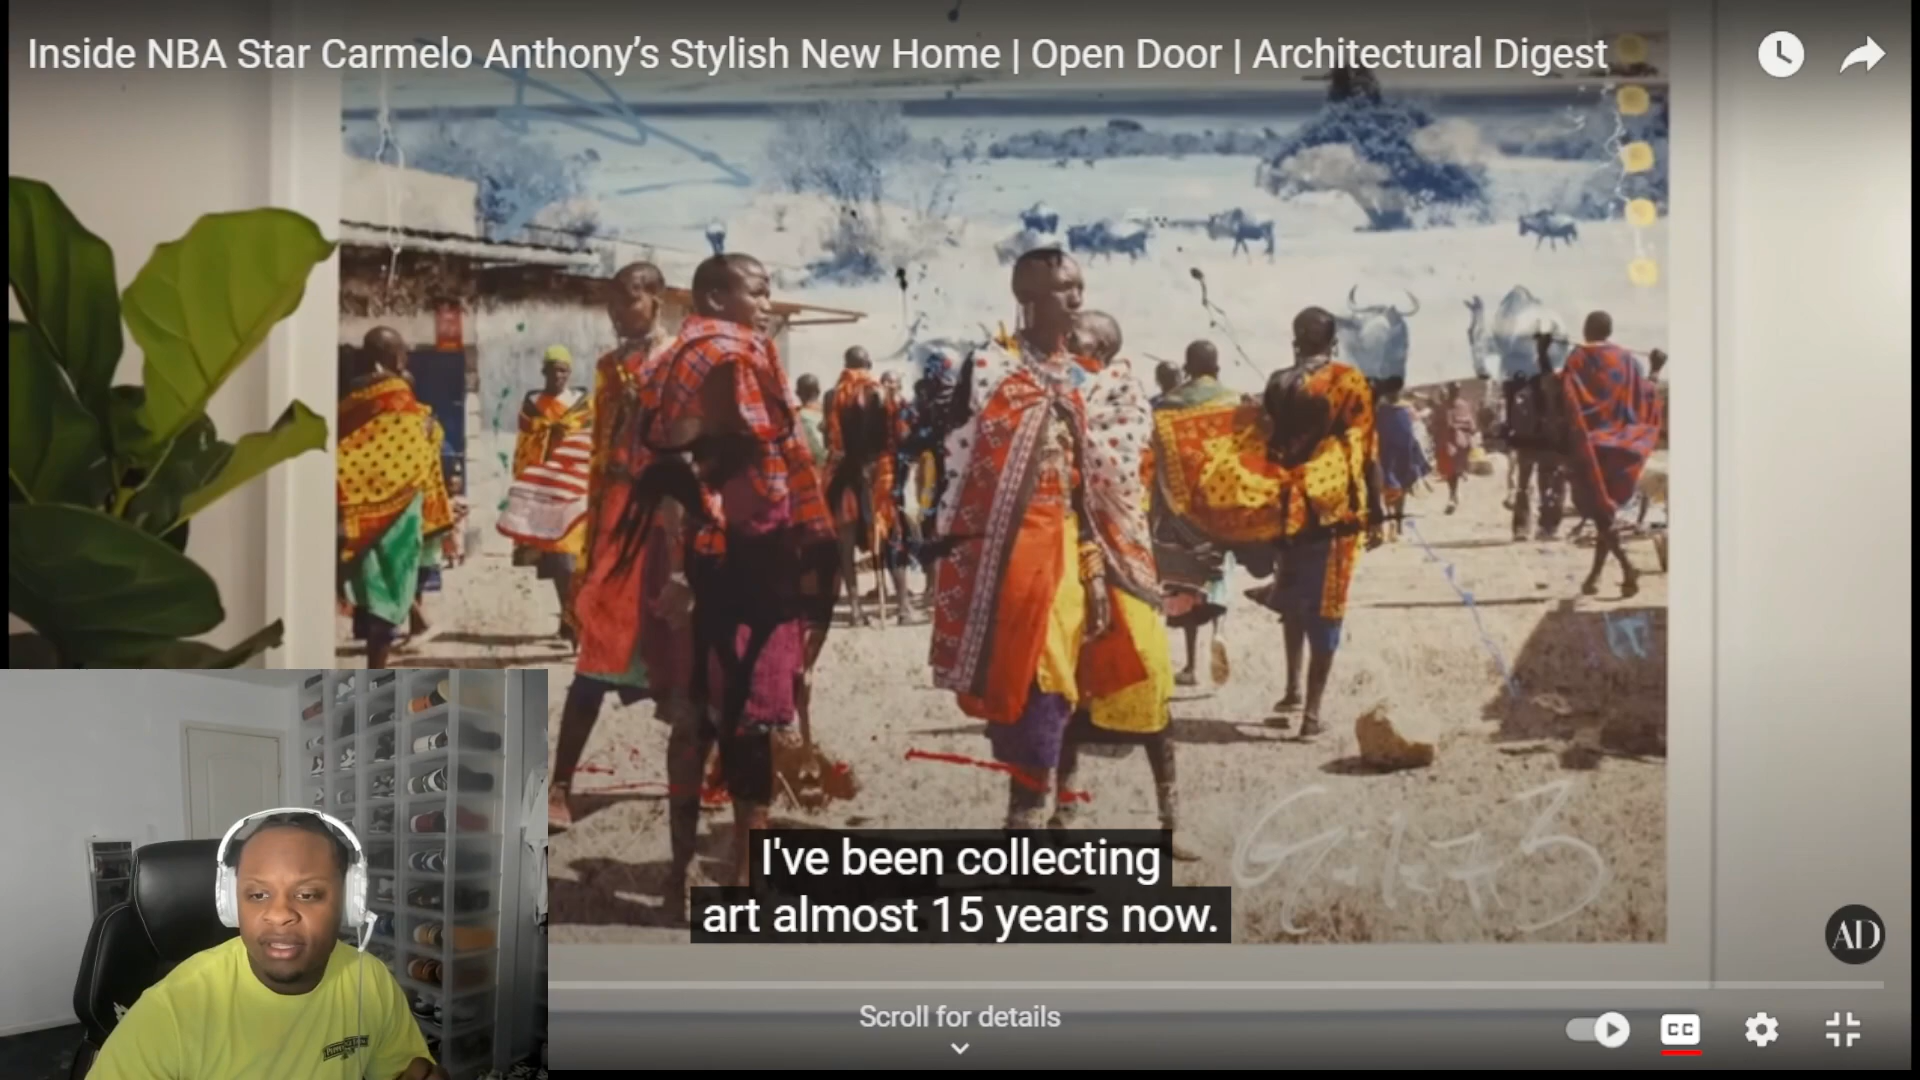 Inside NBA Star Carmelo Anthony's Stylish New Home | Open Door | Architectural Digest
I've been collecting
art almost 15 years now.
AD
Scroll for details
CC